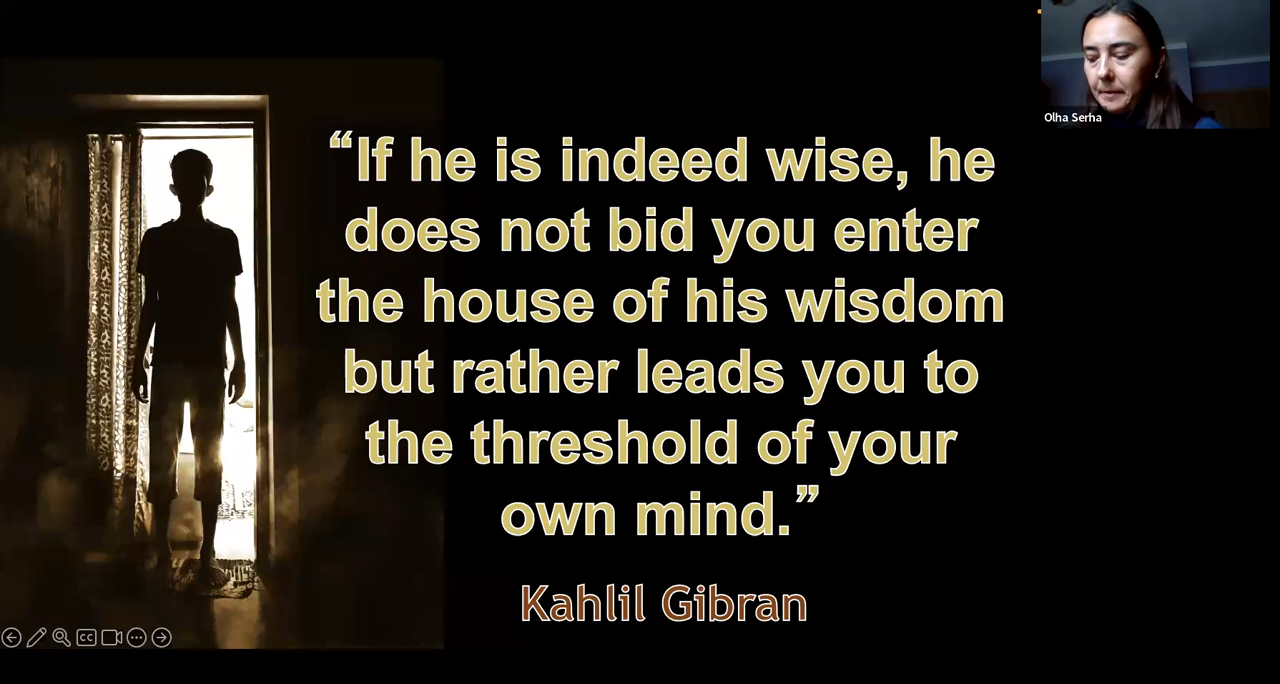 Olha Serha
“If he is indeed wise, he
does not bid you enter
the house of his wisdom
but rather leads you to
the threshold of your
own mind.”
Kahlil Gibran
CC